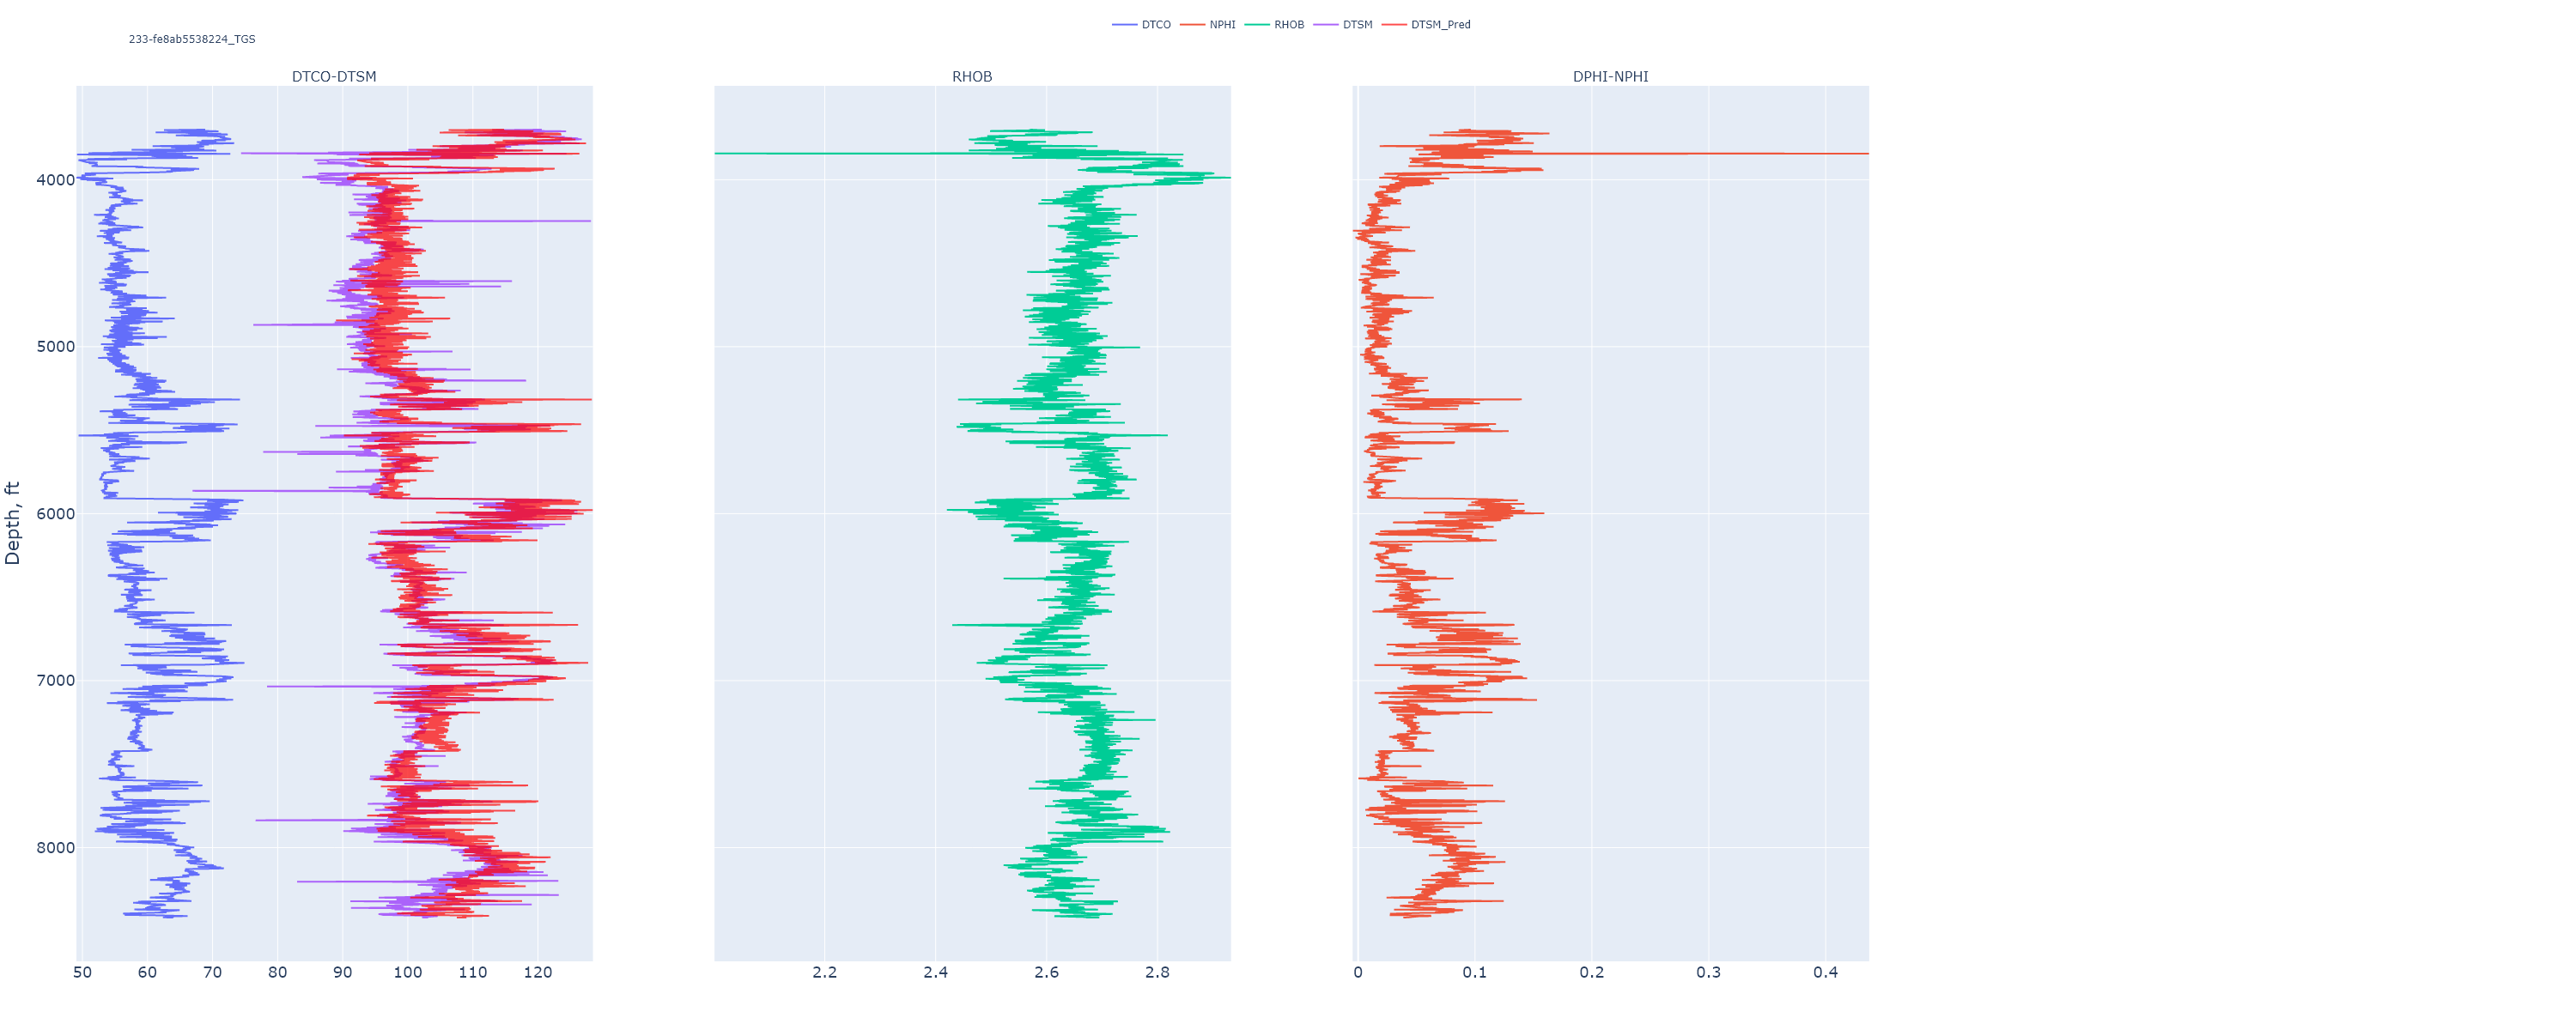 DTCO NPHI RHOB DTSM DTSM_Pred
233-fe8ab5538224_TGS
DTCO-DTSM RHOB DPHI-NPHI
Depth, ft
4000
5000
6000
7000
8000
50 60 70 80 90 100 110 120
2.2 2.4 2.6 2.8
0 0.1 0.2 0.3 0.4